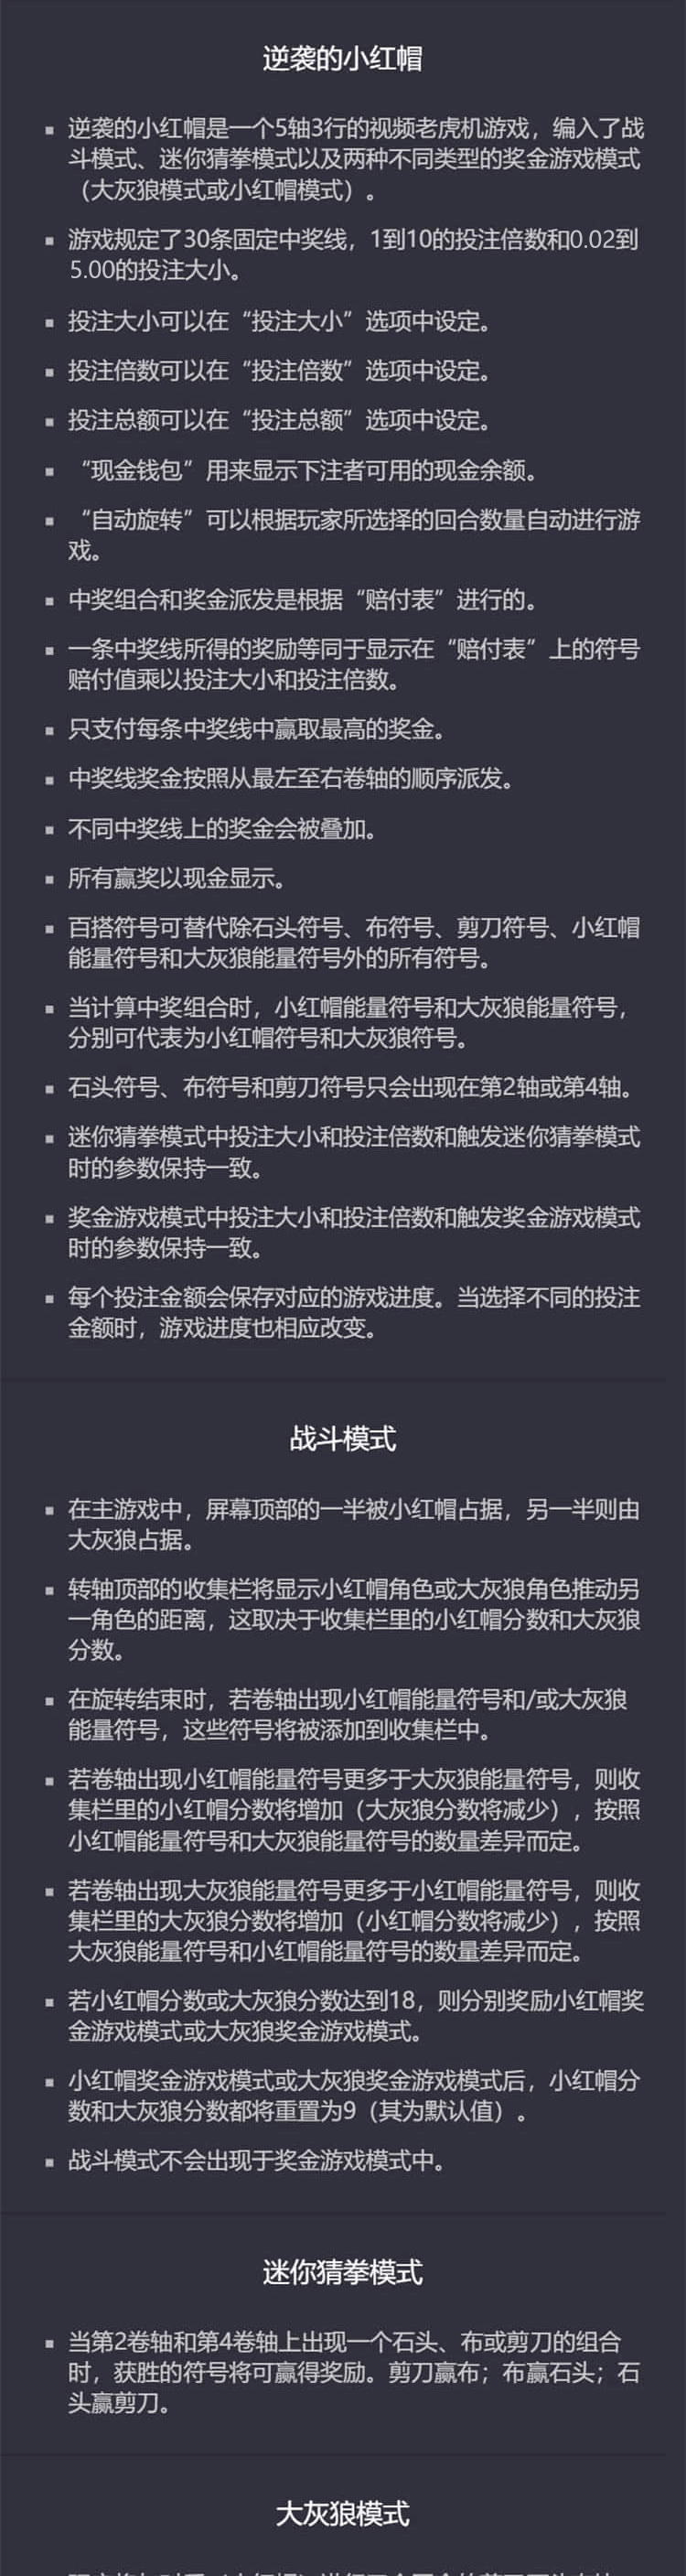 逆袭的小红帽
▪ 逆袭的小红帽是一个5轴3行的视频老虎机游戏，编入了战
斗模式、迷你猜拳模式以及两种不同类型的奖金游戏模式
（大灰狼模式或小红帽模式）。
▪ 游戏规定了30条固定中奖线，1到10的投注倍数和0.02到
5.00的投注大小。
▪ 投注大小可以在“投注大小”选项中设定。
▪ 投注倍数可以在“投注倍数”选项中设定。
▪ 投注总额可以在“投注总额”选项中设定。
▪ “现金钱包”用来显示下注者可用的现金余额。
▪ “自动旋转”可以根据玩家所选择的回合数量自动进行游
戏。
▪ 中奖组合和奖金派发是根据“赔付表”进行的。
▪ 一条中奖线所得的奖励等同于显示在“赔付表”上的符号
赔付值乘以投注大小和投注倍数。
▪ 只支付每条中奖线中赢取最高的奖金。
▪ 中奖线奖金按照从最左至右卷轴的顺序派发。
▪ 不同中奖线上的奖金会被叠加。
▪ 所有赢奖以现金显示。
▪ 百搭符号可替代除石头符号、布符号、剪刀符号、小红帽
能量符号和大灰狼能量符号外的所有符号。
▪ 当计算中奖组合时，小红帽能量符号和大灰狼能量符号，
分别可代表为小红帽符号和大灰狼符号。
▪ 石头符号、布符号和剪刀符号只会出现在第2轴或第4轴。
▪ 迷你猜拳模式中投注大小和投注倍数和触发迷你猜拳模式
时的参数保持一致。
▪ 奖金游戏模式中投注大小和投注倍数和触发奖金游戏模式
时的参数保持一致。
▪ 每个投注金额会保存对应的游戏进度。当选择不同的投注
金额时，游戏进度也相应改变。
战斗模式
▪ 在主游戏中，屏幕顶部的一半被小红帽占据，另一半则由
大灰狼占据。
▪ 转轴顶部的收集栏将显示小红帽角色或大灰狼角色推动另
一角色的距离，这取决于收集栏里的小红帽分数和大灰狼
分数。
▪ 在旋转结束时，若卷轴出现小红帽能量符号和/或大灰狼
能量符号，这些符号将被添加到收集栏中。
▪ 若卷轴出现小红帽能量符号更多于大灰狼能量符号，则收
集栏里的小红帽分数将增加（大灰狼分数将减少），按照
小红帽能量符号和大灰狼能量符号的数量差异而定。
▪ 若卷轴出现大灰狼能量符号更多于小红帽能量符号，则收
集栏里的大灰狼分数将增加（小红帽分数将减少），按照
大灰狼能量符号和小红帽能量符号的数量差异而定。
▪ 若小红帽分数或大灰狼分数达到18，则分别奖励小红帽奖
金游戏模式或大灰狼奖金游戏模式。
▪ 小红帽奖金游戏模式或大灰狼奖金游戏模式后，小红帽分
数和大灰狼分数都将重置为9（其为默认值）。
▪ 战斗模式不会出现于奖金游戏模式中。
迷你猜拳模式
▪ 当第2卷轴和第4卷轴上出现一个石头、布或剪刀的组合
时，获胜的符号将可赢得奖励。剪刀赢布；布赢石头；石
头赢剪刀。
大灰狼模式